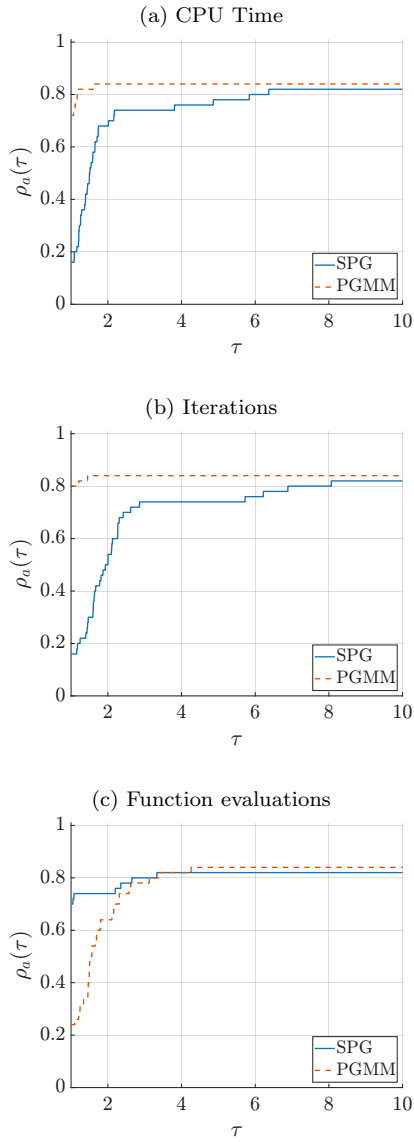 (a) CPU Time
1
0.8
0.6
0.4
0.2
0
ρa(τ)
SPG
PGMM
2 4 6 8 10
τ
(b) Iterations
1
0.8
0.6
0.4
0.2
0
ρa(τ)
SPG
PGMM
2 4 6 8 10
τ
(c) Function evaluations
1
0.8
0.6
0.4
0.2
0
ρa(τ)
SPG
PGMM
2 4 6 8 10
τ